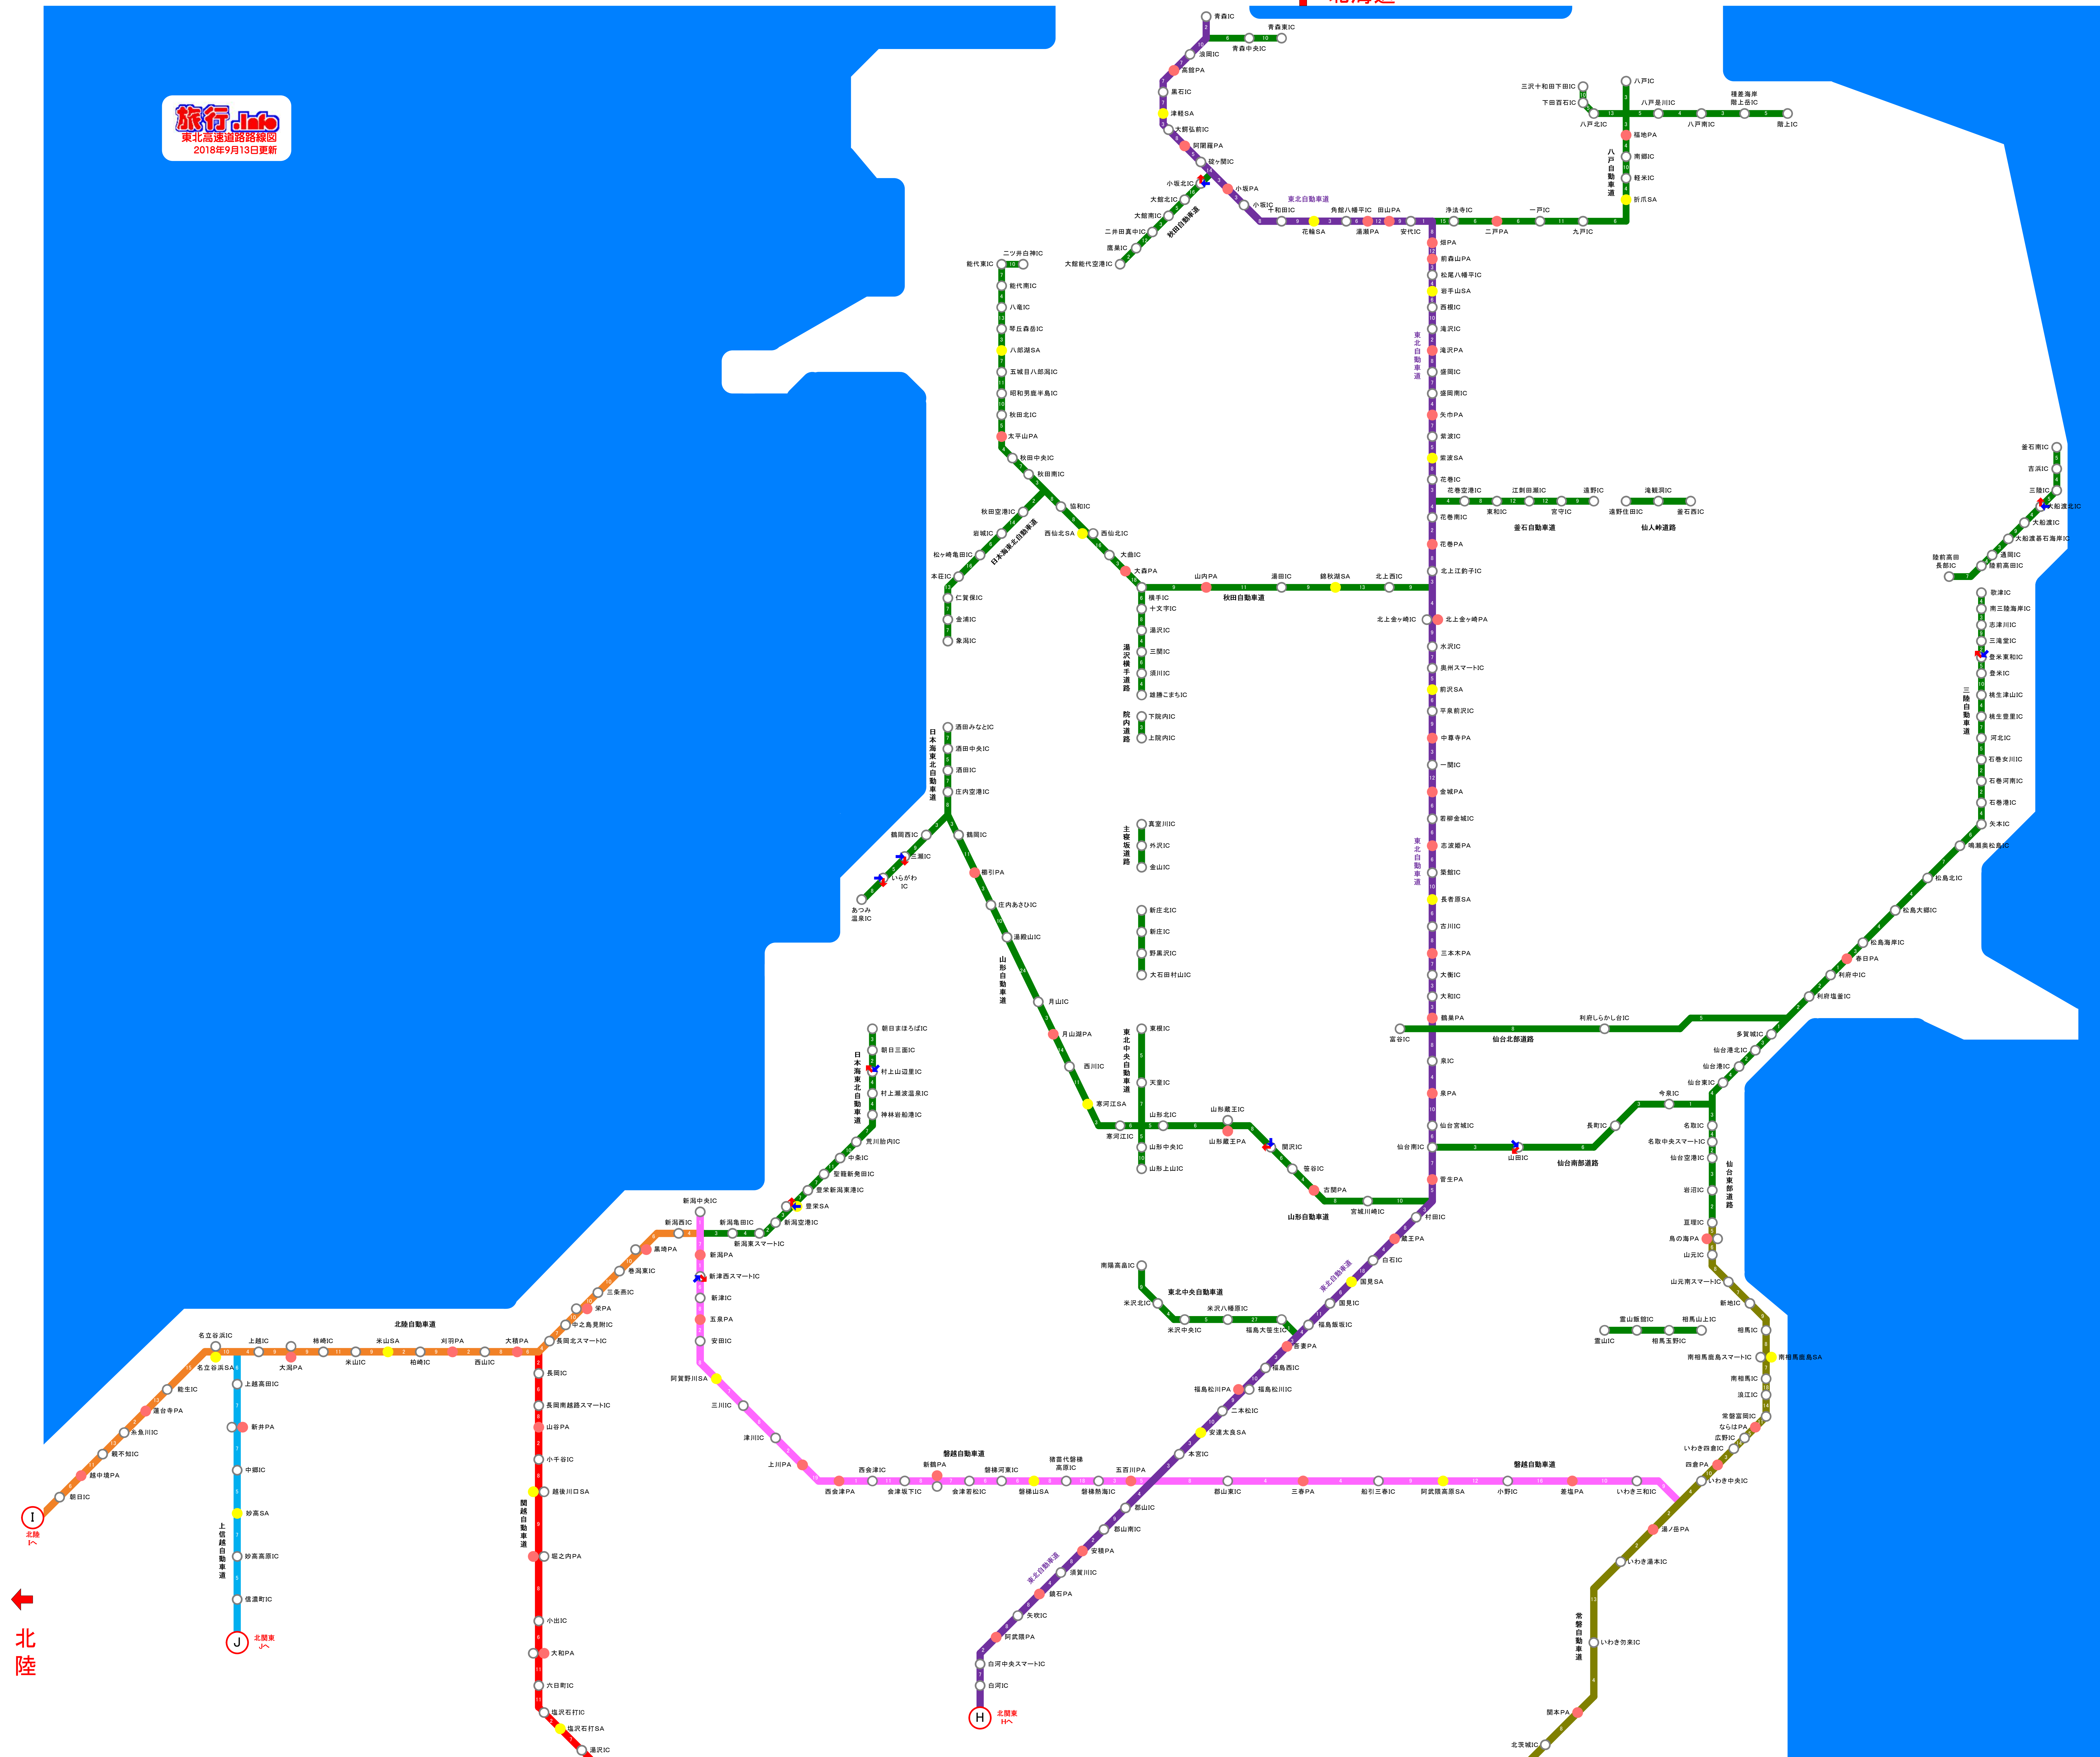 北海道
旅行.Info
東北高速道路路線図
2018年9月13日更新
青森IC
青森東IC
青森中央IC
浪岡IC
高舘PA
黒石IC
津軽SA
大鰐弘前IC
阿闍羅PA
碇ヶ関IC
小坂北IC
小坂PA
大館北IC
小坂IC
大館南IC
秋田自動車道
二井田真中IC
鷹巣IC
大館能代空港IC
東北自動車道
十和田IC
花輪SA
角館八幡平IC
湯瀬PA
田山PA
安代IC
浄法寺IC
二戸PA
一戸IC
九戸IC
三沢十和田下田IC
下田百石IC
八戸北IC
八戸IC
八戸是川IC
八戸南IC
種差海岸
階上岳IC
階上IC
福地PA
八戸自動車道
南郷IC
軽米IC
折爪SA
畑PA
前森山PA
松尾八幡平IC
岩手山SA
西根IC
滝沢IC
東北自動車道
滝沢PA
盛岡IC
盛岡南IC
矢巾PA
紫波IC
紫波SA
花巻IC
花巻空港IC
東和IC
江刺田瀬IC
宮守IC
遠野IC
釜石自動車道
遠野住田IC
滝観洞IC
釜石西IC
仙人峠道路
花巻南IC
花巻PA
北上江釣子IC
二ツ井白神IC
能代東IC
能代南IC
八竜IC
琴丘森岳IC
八郎湖SA
五城目八郎潟IC
昭和男鹿半島IC
秋田北IC
太平山PA
秋田中央IC
秋田南IC
秋田空港IC
岩城IC
日本海東北自動車道
松ヶ崎亀田IC
本荘IC
仁賀保IC
金浦IC
象潟IC
協和IC
西仙北SA
西仙北IC
大曲IC
大森PA
横手IC
山内PA
湯田IC
錦秋湖SA
北上西IC
秋田自動車道
十文字IC
湯沢IC
三関IC
須川IC
雄勝こまちIC
湯沢横手道路
院内道路
下院内IC
上院内IC
北上金ヶ崎IC
北上金ヶ崎PA
水沢IC
奥州スマートIC
前沢SA
平泉前沢IC
中尊寺PA
一関IC
金城PA
若柳金成IC
志波姫PA
築館IC
長者原SA
古川IC
三本木PA
大衡IC
大和IC
鶴巣PA
東北自動車道
釜石南IC
吉浜IC
三陸IC
大船渡北IC
大船渡IC
大船渡碁石海岸IC
通岡IC
陸前高田IC
陸前高田
長部IC
歌津IC
南三陸海岸IC
志津川IC
三滝堂IC
登米東和IC
登米IC
桃生津山IC
桃生豊里IC
河北IC
石巻女川IC
石巻河南IC
石巻港IC
矢本IC
三陸自動車道
鳴瀬奥松島IC
松島北IC
松島大郷IC
松島海岸IC
春日PA
利府中IC
利府塩釜IC
富谷IC
利府しらかし台IC
仙台北部道路
多賀城IC
仙台港北IC
仙台港IC
仙台東IC
今泉IC
長町IC
山田IC
仙台南部道路
名取IC
名取中央スマートIC
仙台空港IC
岩沼IC
仙台東部道路
亘理IC
鳥の海PA
山元IC
山元南スマートIC
新地IC
相馬IC
霊山飯舘IC
相馬山上IC
霊山IC
相馬玉野IC
南相馬鹿島スマートIC
南相馬鹿島SA
南相馬IC
浪江IC
常磐富岡IC
ならはPA
広野IC
いわき四倉IC
四倉PA
いわき中央IC
湯ノ岳PA
いわき湯本IC
常磐自動車道
いわき勿来IC
関本PA
北茨城IC
泉IC
泉PA
仙台宮城IC
仙台南IC
菅生PA
村田IC
蔵王PA
白石IC
国見SA
東北自動車道
国見IC
福島飯坂IC
吾妻PA
福島西IC
福島松川PA
福島松川IC
二本松IC
安達太良SA
本宮IC
郡山IC
郡山南IC
安積PA
須賀川IC
東北自動車道
鏡石PA
矢吹IC
阿武隈PA
白河中央スマートIC
白河IC
H
北関東
Hへ
酒田みなとIC
酒田中央IC
酒田IC
庄内空港IC
日本海東北自動車道
鶴岡西IC
三瀬IC
いらがわ
IC
あつみ
温泉IC
鶴岡IC
櫛引PA
庄内あさひIC
湯殿山IC
山形自動車道
月山IC
月山湖PA
西川IC
寒河江SA
寒河江IC
主寝坂道路
真室川IC
外沢IC
金山IC
新庄北IC
新庄IC
野黒沢IC
大石田村山IC
東北中央自動車道
東根IC
天童IC
山形北IC
山形中央IC
山形上山IC
山形蔵王IC
山形蔵王PA
関沢IC
笹谷IC
古関PA
宮城川崎IC
山形自動車道
南陽高畠IC
東北中央自動車道
米沢北IC
米沢中央IC
米沢八幡原IC
福島大笹生IC
朝日まほろばIC
朝日三面IC
村上山辺里IC
村上瀬波温泉IC
神林岩船港IC
日本海東北自動車道
荒川胎内IC
中条IC
聖籠新発田IC
豊栄新潟東港IC
豊栄SA
新潟空港IC
新潟東スマートIC
新潟亀田IC
新潟中央IC
新潟西IC
黒埼PA
巻潟東IC
三条燕IC
栄PA
中之島見附IC
長岡北スマートIC
北陸自動車道
大積PA
西山IC
刈羽PA
柏崎IC
米山SA
米山IC
柿崎IC
大潟PA
上越IC
名立谷浜IC
名立谷浜SA
能生IC
蓮台寺PA
糸魚川IC
親不知IC
越中境PA
朝日IC
I
北陸
Iへ
北陸
上越高田IC
新井PA
中郷IC
妙高SA
妙高高原IC
信濃町IC
上信越自動車道
J
北関東
Jへ
長岡IC
長岡南越路スマートIC
山谷PA
小千谷IC
越後川口SA
関越自動車道
堀之内PA
小出IC
大和PA
六日町IC
塩沢石打IC
塩沢石打SA
湯沢IC
新潟PA
新津西スマートIC
新津IC
五泉PA
安田IC
阿賀野川SA
三川IC
津川IC
上川PA
西会津PA
西会津IC
会津坂下IC
新鶴PA
会津若松IC
磐越自動車道
磐梯河東IC
磐梯山SA
猪苗代磐梯
高原IC
磐梯熱海IC
五百川PA
郡山東IC
三春PA
船引三春IC
阿武隈高原SA
磐越自動車道
小野IC
差塩PA
いわき三和IC